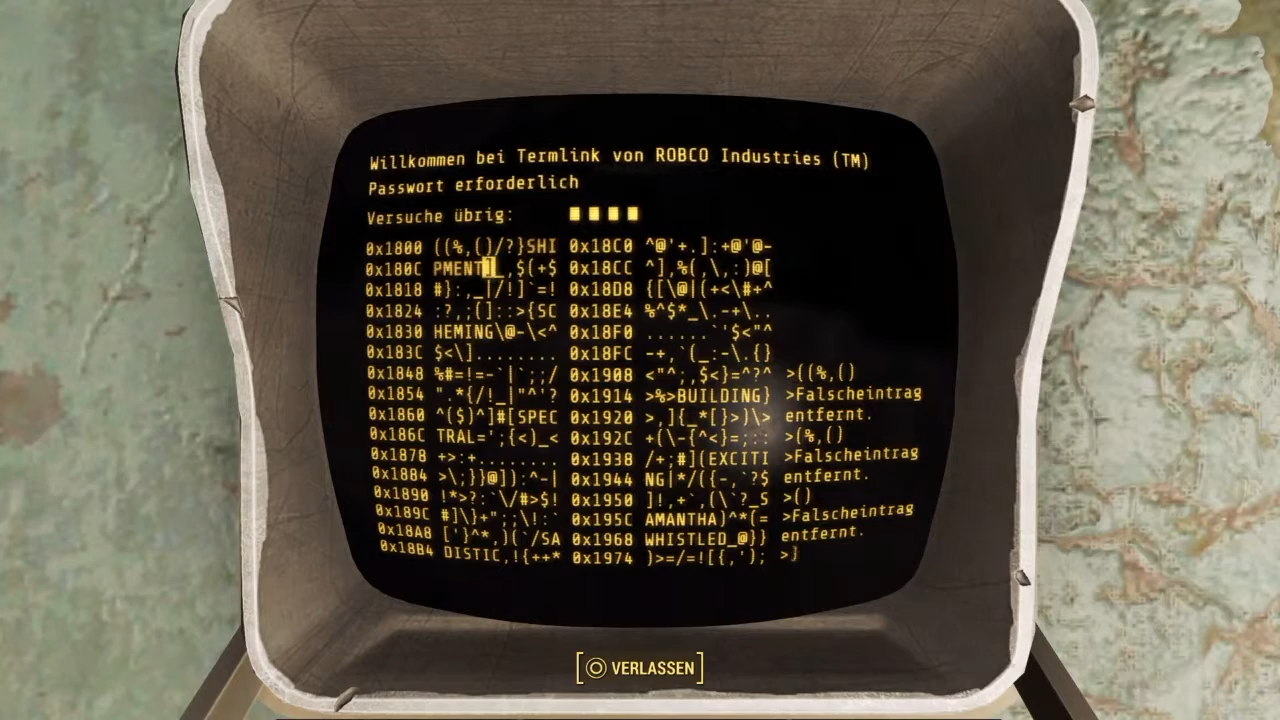 Willkommen bei Termlink von ROBCO Industries (TM)
Passwort erforderlich
Versuche übrig: ■ ■ ■ ■
0x1800 ((%,()/?}SHI 0x18C0 ^@'+.]:+@'@-
0x180C PMENT 0x18CC ^],%(,\,:)@[
0x1818 #}:,_|/!]`=! 0x18D8 {[\@|(+<\#+^
0x1824 :?,;(]::>{SC 0x18E4 %^$*_\.-+\..
0x1830 HEMING\@-\<^ 0x18F0 ......`'$<"^
0x183C $<\]........ 0x18FC -+,`(_:-\.{}
0x1848 %#=!=-`|`;;/ 0x1908 <"^;,$<}=^?^ >((%,()
0x1854 ".*{/!_|"^'? 0x1914 >%>BUILDING} >Falscheintrag
0x1860 ^($)^]#[SPEC 0x1920 >,]{_*[}>)\> entfernt.
0x186C TRAL=';{<)_< 0x192C +(\-{^<}=;:: >(%,()
0x1878 +>:+........ 0x1938 /+;#](EXCITI >Falscheintrag
0x1884 >\;}}@]):^-| 0x1944 NG|*/({-,`?$ entfernt.
0x1890 !*>?:`\/#>$! 0x1950 ]!,+`,(\`?_S >()
0x189C #]\}+";;\!:` 0x195C AMANTHA)^*(= >Falscheintrag
0x18A8 ['}^*,)(`/SA 0x1968 WHISTLED_@}} entfernt.
0x18B4 DISTIC,!{++* 0x1974 )>=/=![{,'); >}
[ VERLASSEN]